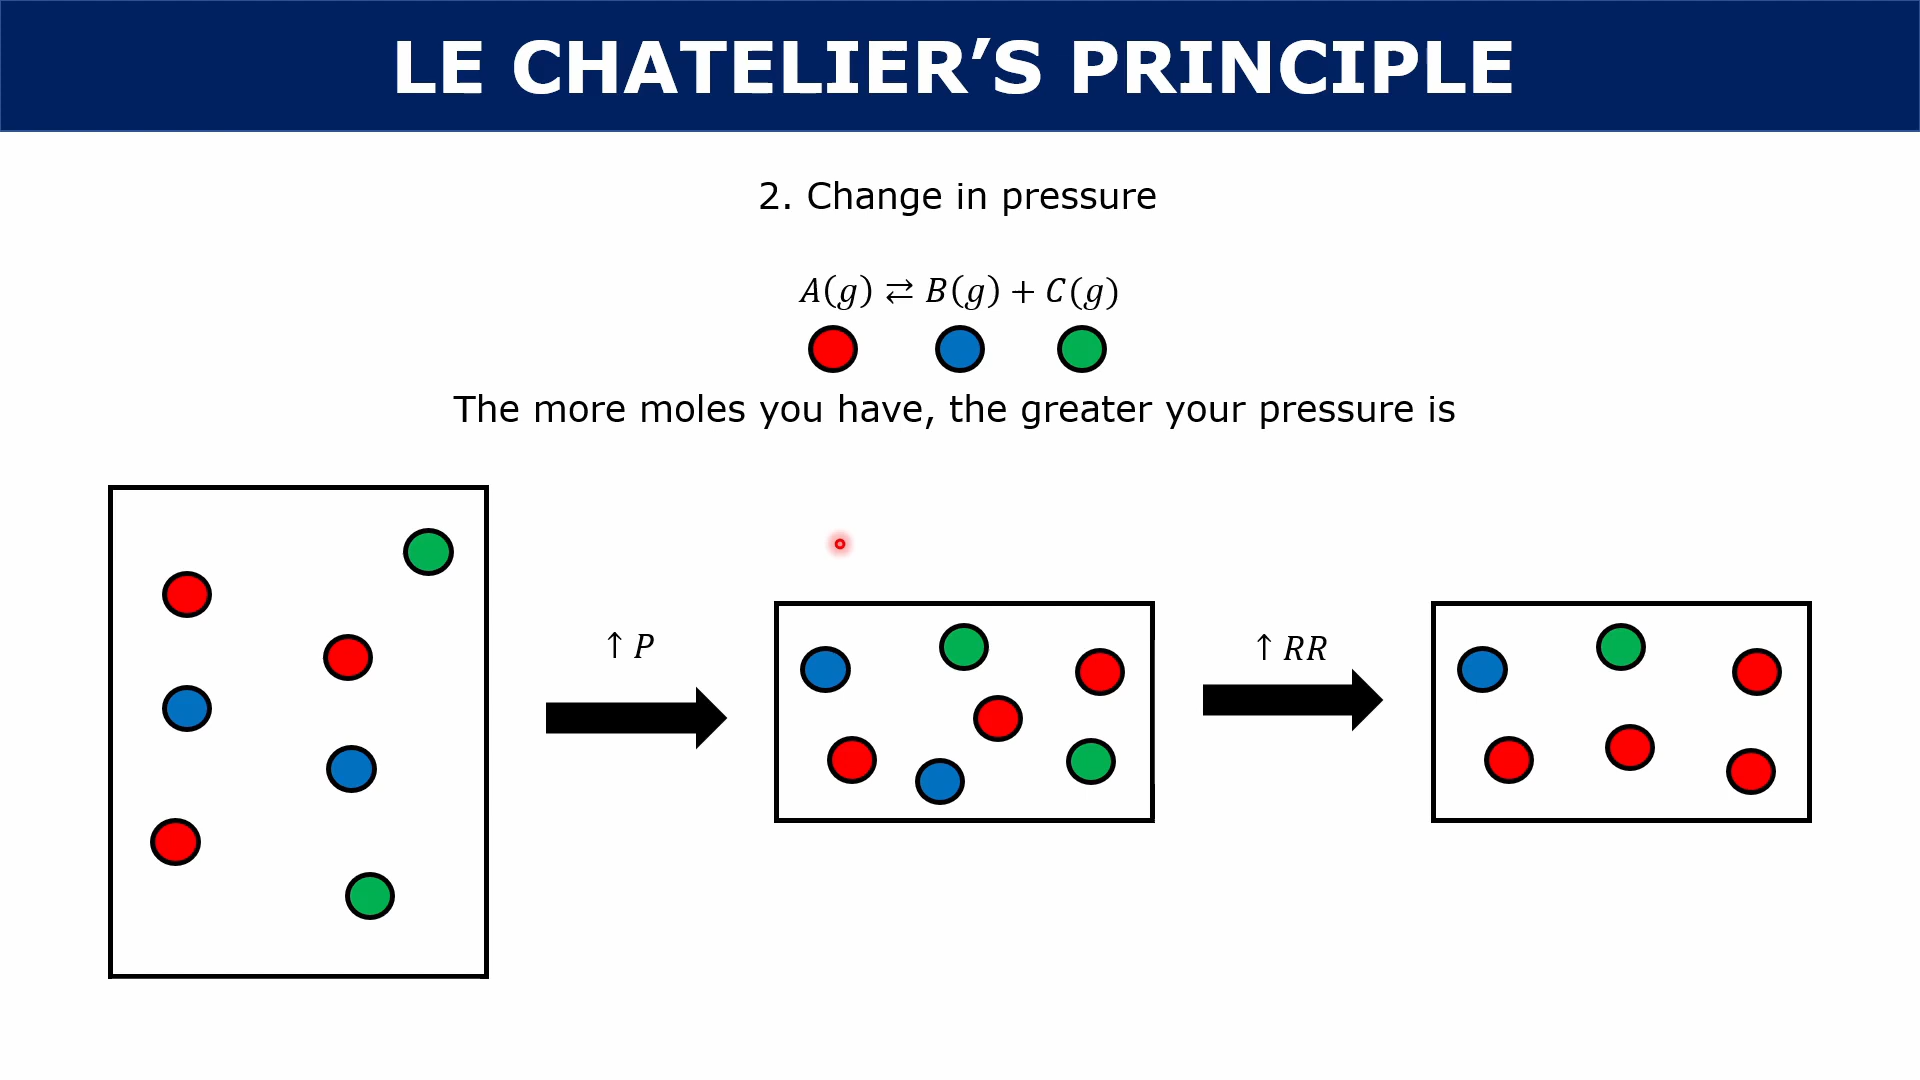 LE CHATELIER’S PRINCIPLE
2. Change in pressure
A(g) ⇄ B(g) + C(g)
The more moles you have, the greater your pressure is
↑ P
↑ RR